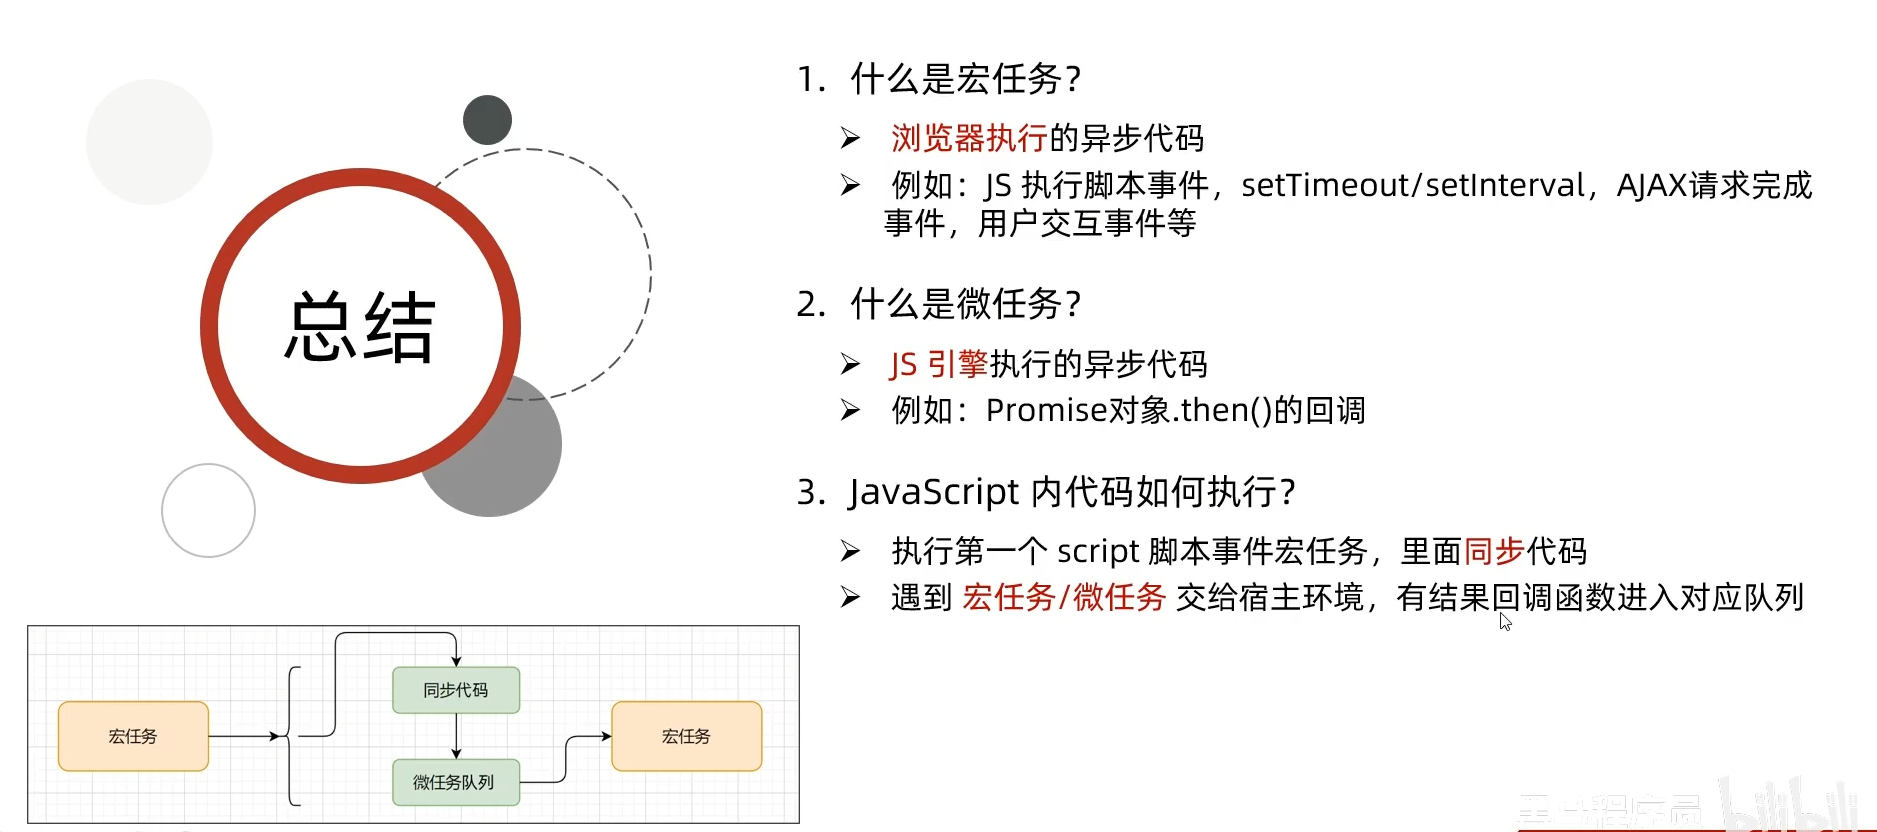 总结
1. 什么是宏任务？
➢ 浏览器执行的异步代码
➢ 例如：JS 执行脚本事件，setTimeout/setInterval，AJAX请求完成
事件，用户交互事件等
2. 什么是微任务？
➢ JS 引擎执行的异步代码
➢ 例如：Promise对象.then()的回调
3. JavaScript 内代码如何执行？
➢ 执行第一个 script 脚本事件宏任务，里面同步代码
➢ 遇到 宏任务/微任务 交给宿主环境，有结果回调函数进入对应队列
宏任务
同步代码
微任务队列
宏任务
bilibili